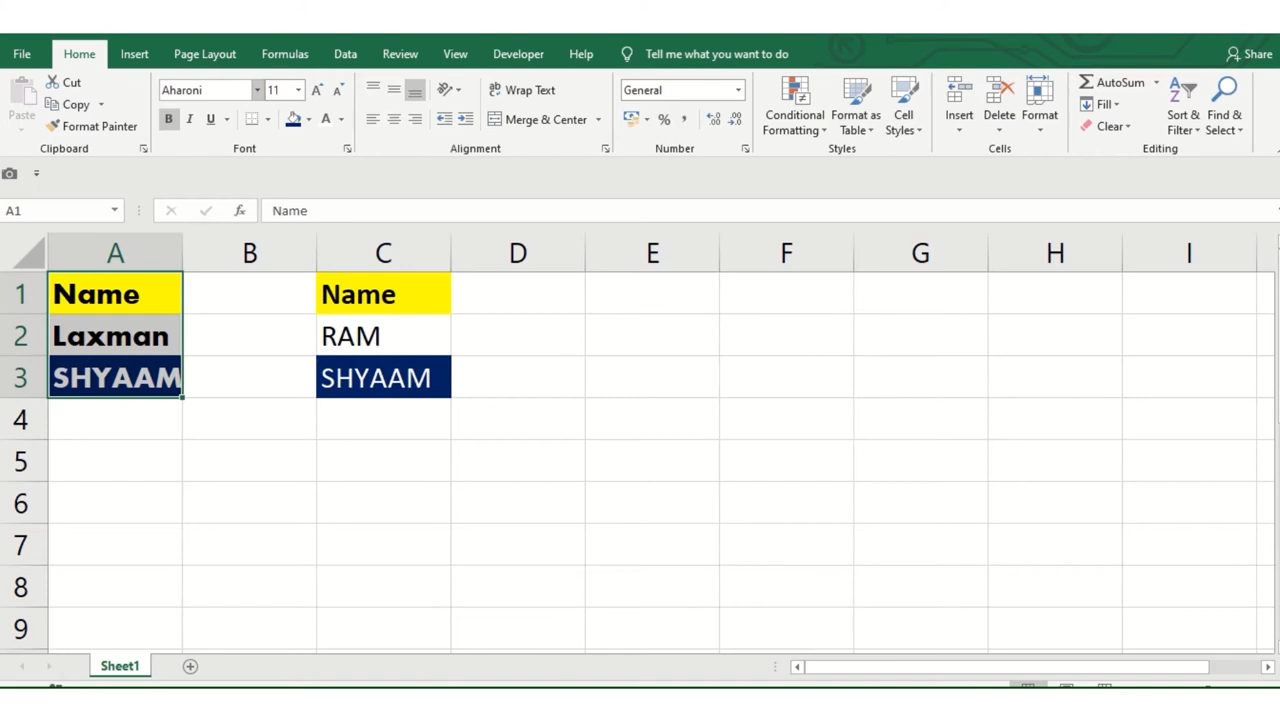 File Home Insert Page Layout Formulas Data Review View Developer Help Tell me what you want to do Share
Paste Cut Copy Format Painter
Aharoni 11
B I U A
ab Wrap Text
Merge & Center
General
%
Conditional Formatting Format as Table Cell Styles
Insert Delete Format
AutoSum Fill Clear
Sort & Filter Find & Select
Clipboard Font Alignment Number Styles Cells Editing
A1 fx Name
A B C D E F G H I
1 Name Name
2 Laxman RAM
3 SHYAAM SHYAAM
4
5
6
7
8
9
Sheet1